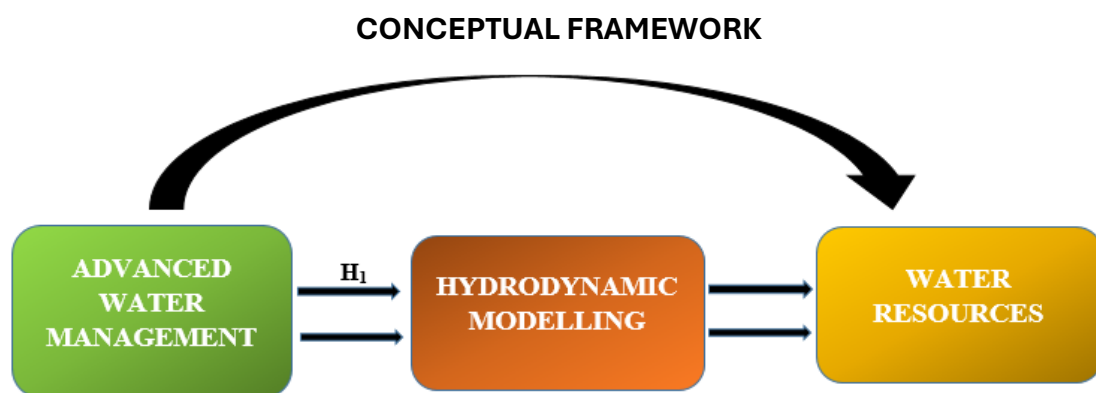 CONCEPTUAL FRAMEWORK
ADVANCED
WATER
MANAGEMENT
H₁
HYDRODYNAMIC
MODELLING
WATER
RESOURCES